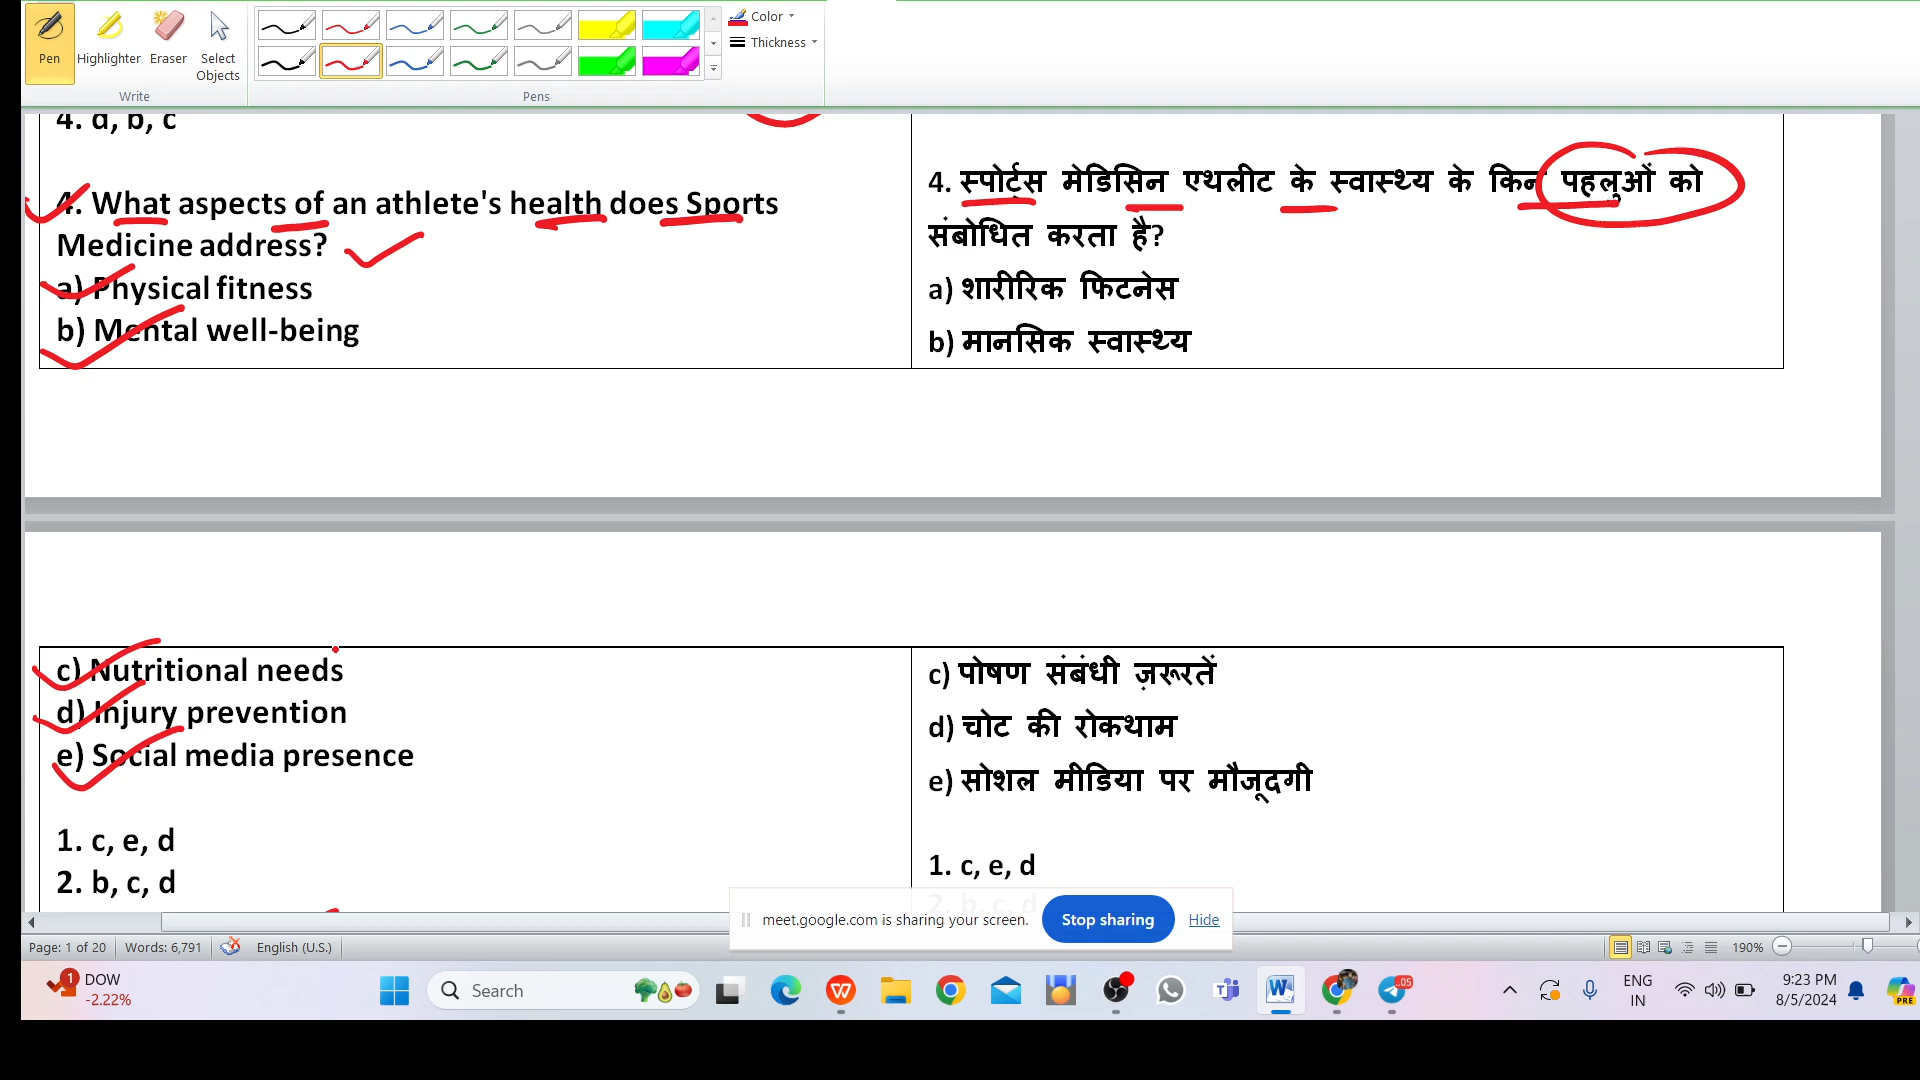 Pen
Highlighter
Eraser
Select
Objects
Color
Thickness
Write
Pens
4. d, b, c
4. What aspects of an athlete's health does Sports
Medicine address?
a) Physical fitness
b) Mental well-being
4. स्पोर्ट्स मेडिसिन एथलीट के स्वास्थ्य के किन पहलुओं को
संबोधित करता है?
a) शारीरिक फिटनेस
b) मानसिक स्वास्थ्य
c) Nutritional needs
d) Injury prevention
e) Social media presence
1. c, e, d
2. b, c, d
c) पोषण संबंधी ज़रूरतें
d) चोट की रोकथाम
e) सोशल मीडिया पर मौजूदगी
1. c, e, d
2. b, c, d
meet.google.com is sharing your screen.
Stop sharing
Hide
Page: 1 of 20
Words: 6,791
English (U.S.)
190%
1
DOW
-2.22%
Search
.05
ENG
IN
9:23 PM
8/5/2024
PRE